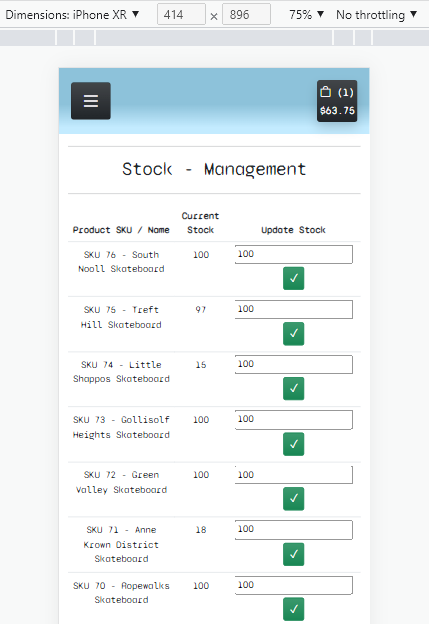 Dimensions: iPhone XR ▼ 414 × 896 75% ▼ No throttling ▼
(1)
$63.75
Stock - Management
Product SKU / Name Current Stock Update Stock
SKU 76 - South 100 100
Nooll Skateboard ✓
SKU 75 - Treft 97 100
Hill Skateboard ✓
SKU 74 - Little 15 100
Shappos Skateboard ✓
SKU 73 - Gollisolf 100 100
Heights Skateboard ✓
SKU 72 - Green 100 100
Valley Skateboard ✓
SKU 71 - Anne 18 100
Krown District
Skateboard ✓
SKU 70 - Ropewalks 100 100
Skateboard ✓